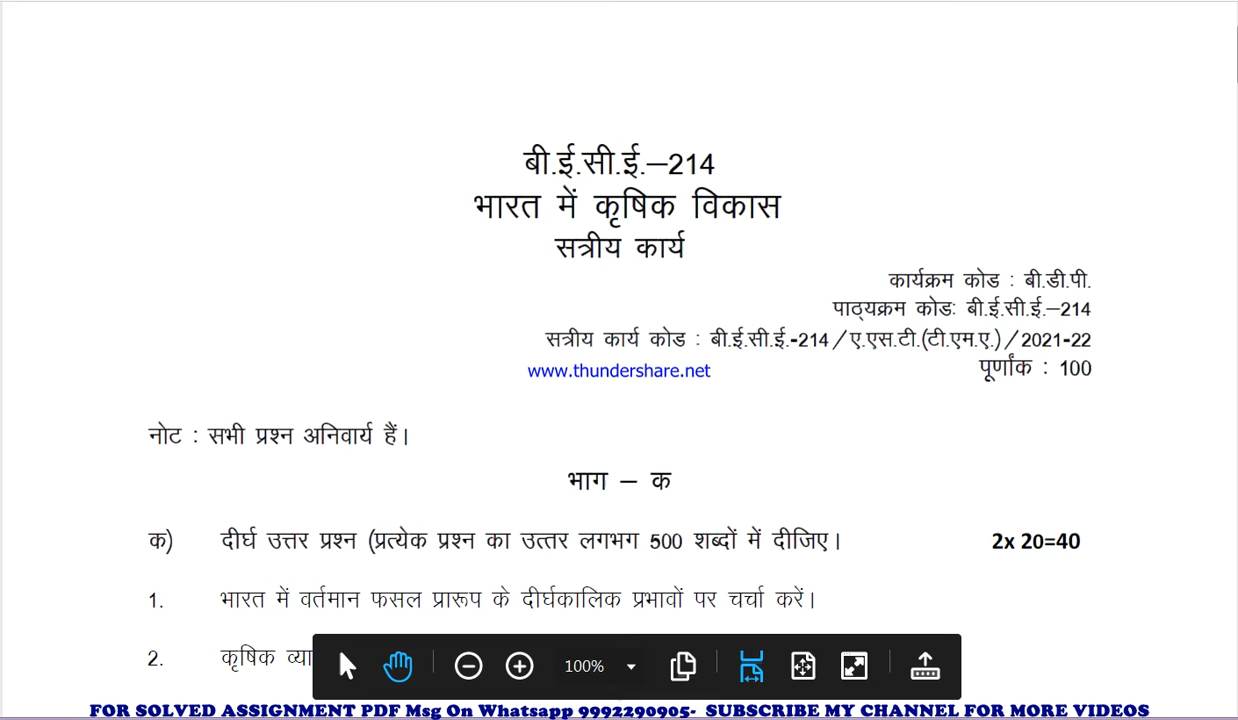 बी.ई.सी.ई.–214
भारत में कृषिक विकास
सत्रीय कार्य
कार्यक्रम कोड : बी.डी.पी.
पाठ्यक्रम कोडः बी.ई.सी.ई.–214
सत्रीय कार्य कोड : बी.ई.सी.ई.-214/ए.एस.टी.(टी.एम.ए.)/2021-22
www.thundershare.net
पूर्णांक : 100
नोट : सभी प्रश्न अनिवार्य हैं।
भाग – क
क) दीर्घ उत्तर प्रश्न (प्रत्येक प्रश्न का उत्तर लगभग 500 शब्दों में दीजिए। 2x 20=40
1. भारत में वर्तमान फसल प्रारूप के दीर्घकालिक प्रभावों पर चर्चा करें।
2. कृषिक
100%
FOR SOLVED ASSIGNMENT PDF Msg On Whatsapp 9992290905- SUBSCRIBE MY CHANNEL FOR MORE VIDEOS